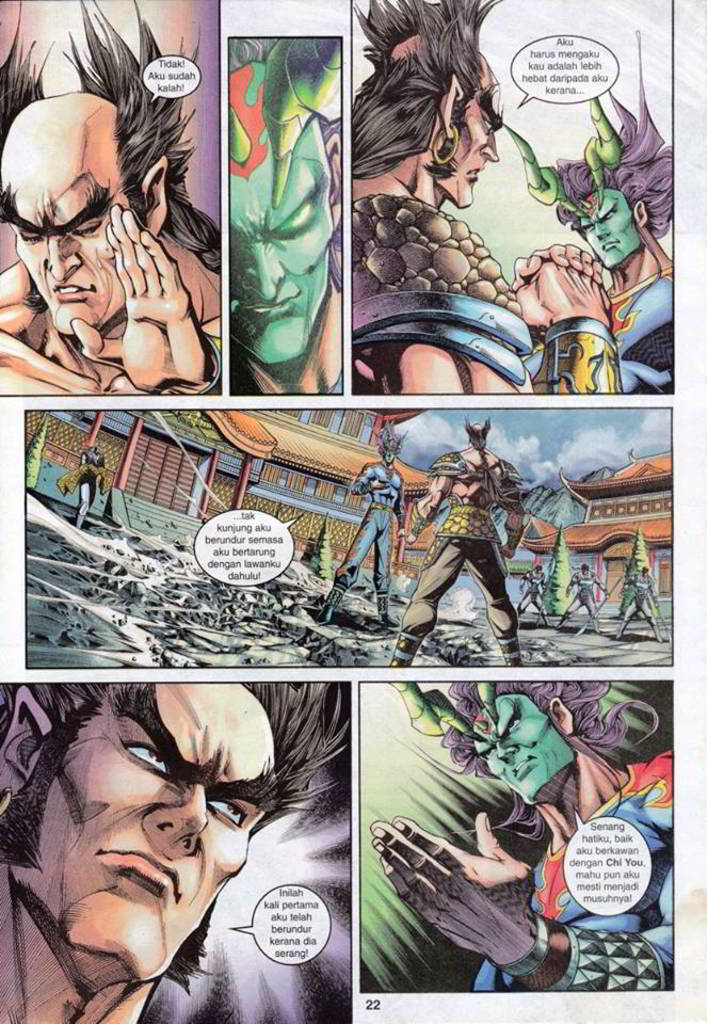 Tidak!
Aku sudah
kalah!
Aku
harus mengaku
kau adalah lebih
hebat daripada aku
kerana...
...tak
kunjung aku
berundur semasa
aku bertarung
dengan lawanku
dahulu!
Inilah
kali pertama
aku telah
berundur
kerana dia
serang!
Senang
hatiku, baik
aku berkawan
dengan Chi You,
mahu pun aku
mesti menjadi
musuhnya!
22